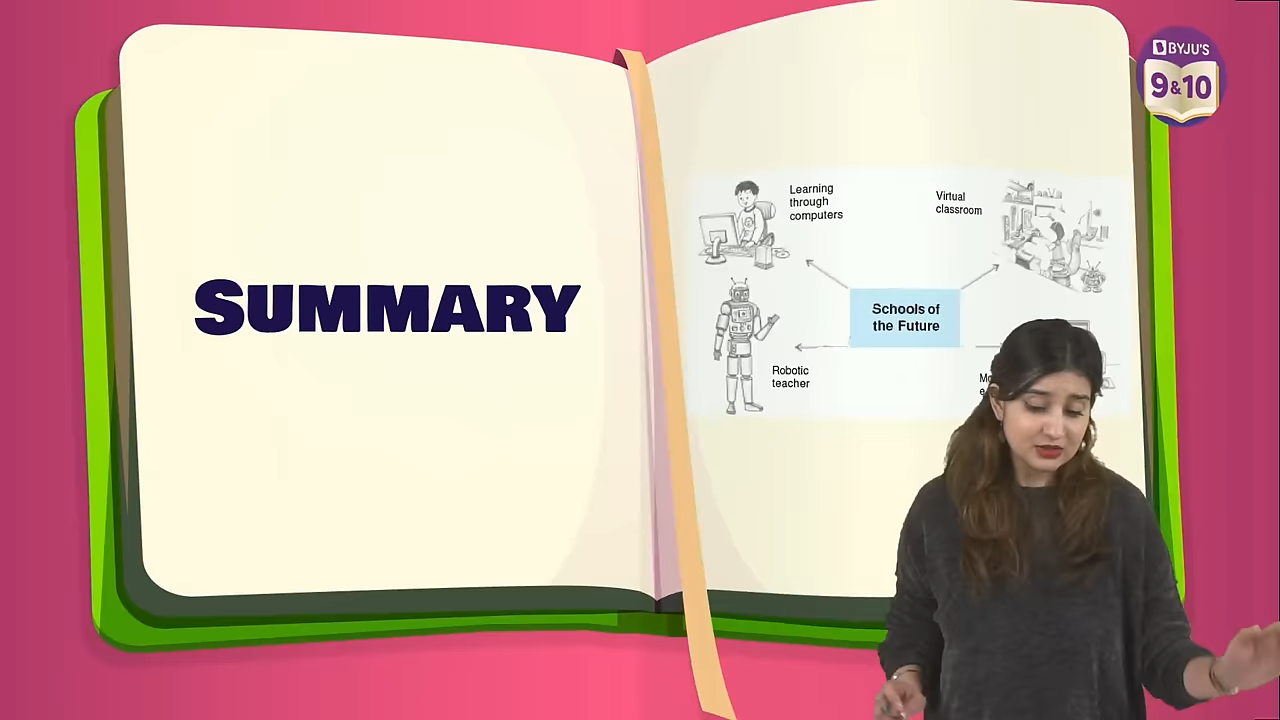 SUMMARY
BYJU'S
9&10
Learning
through
computers
Virtual
classroom
Schools of
the Future
Robotic
teacher